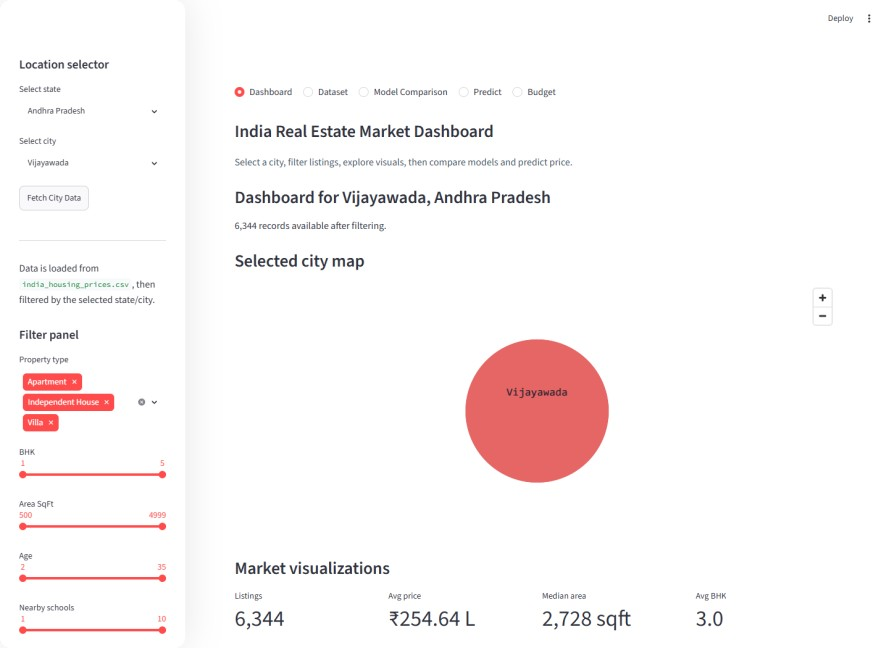 Deploy
Location selector
Select state
Andhra Pradesh
Select city
Vijayawada
Fetch City Data
Data is loaded from
india_housing_prices.csv , then
filtered by the selected state/city.
Filter panel
Property type
Apartment ×
Independent House ×
Villa ×
BHK
1 5
Area SqFt
500 4999
Age
2 35
Nearby schools
1 10
Dashboard Dataset Model Comparison Predict Budget
India Real Estate Market Dashboard
Select a city, filter listings, explore visuals, then compare models and predict price.
Dashboard for Vijayawada, Andhra Pradesh
6,344 records available after filtering.
Selected city map
+
−
Vijayawada
Market visualizations
Listings Avg price Median area Avg BHK
6,344 ₹254.64 L 2,728 sqft 3.0